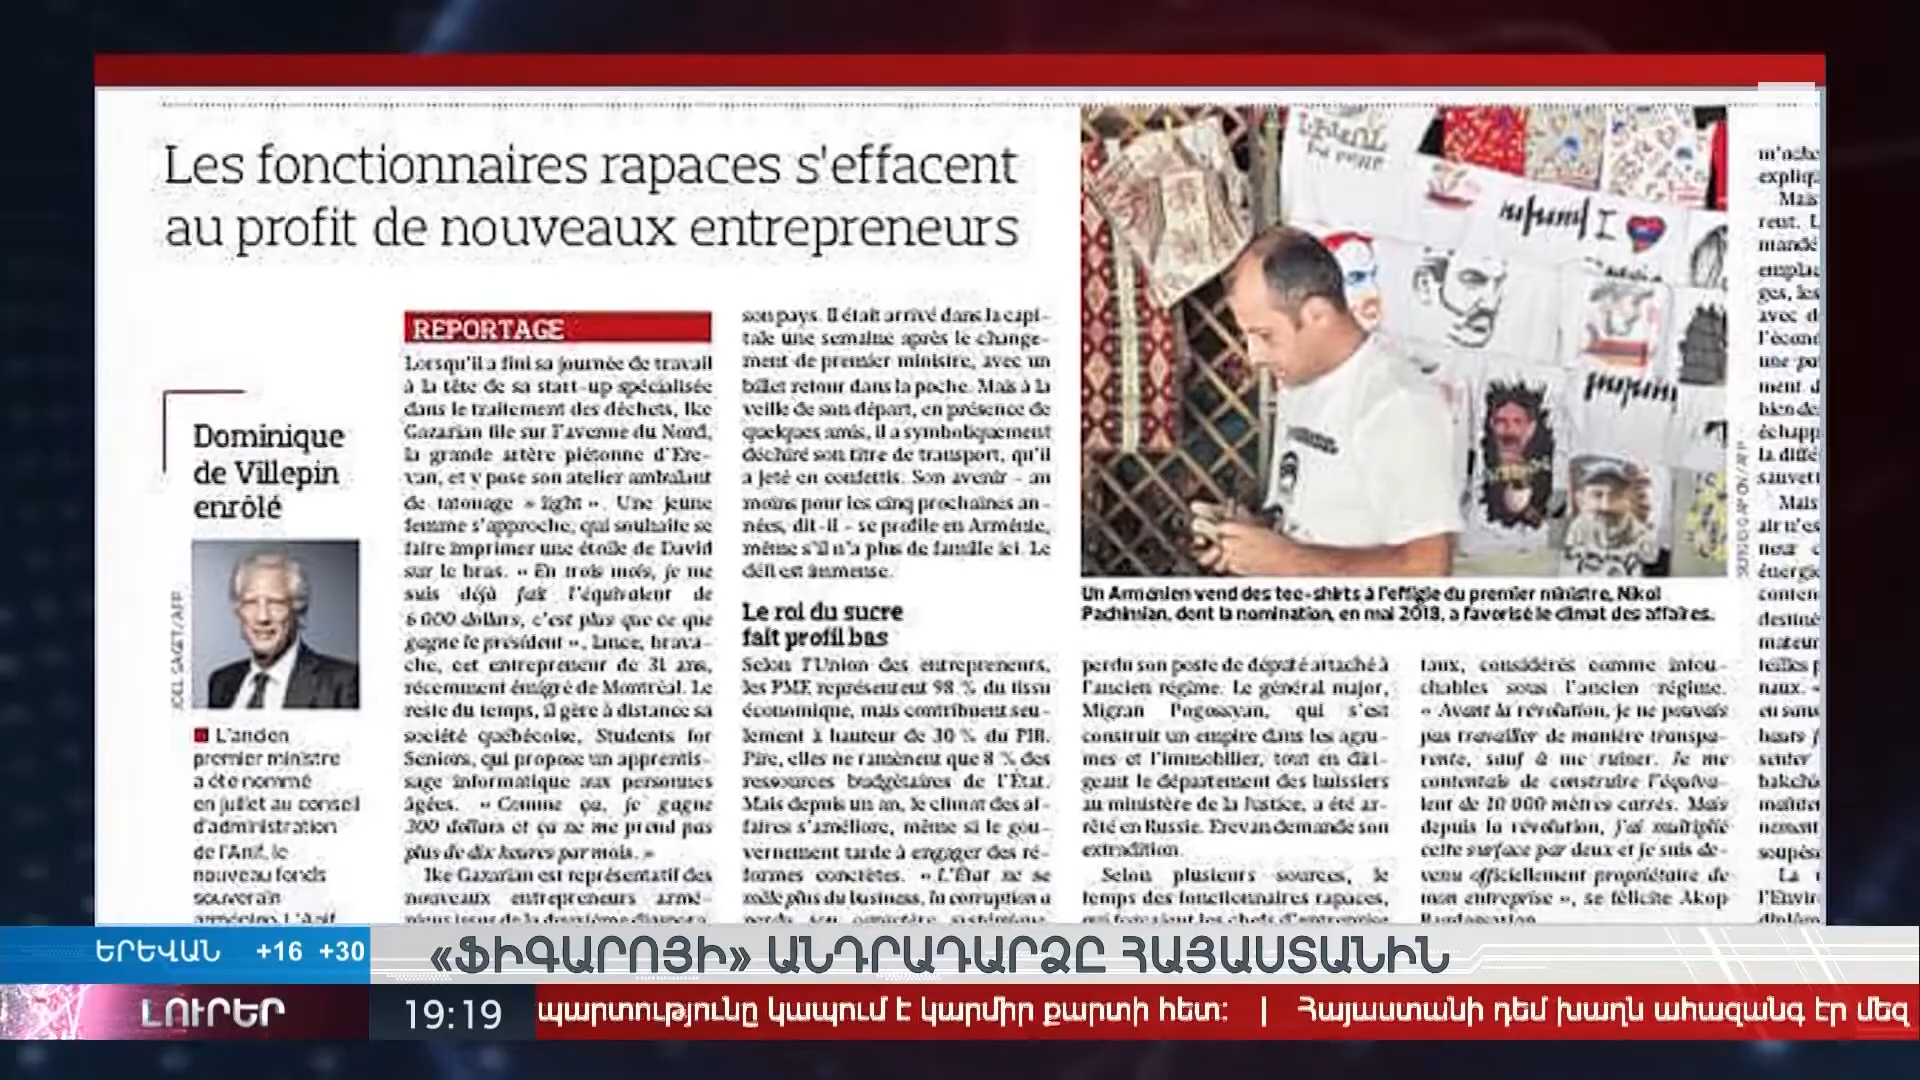 Les fonctionnaires rapaces s'effacent
au profit de nouveaux entrepreneurs
Dominique
de Villepin
enrôlé
JOEL SAGET/AFP
L'ancien
premier ministre
a été nommé
en juillet au conseil
d'administration
de l'Anif, le
nouveau fonds
souverain
arménien. L'Anif
REPORTAGE
Lorsqu'il a fini sa journée de travail
à la tête de sa start-up spécialisée
dans le traitement des déchets, Ike
Gazarian file sur l'avenue du Nord,
la grande artère piétonne d'Ere-
van, et y pose son atelier ambulant
de tatouage « light ». Une jeune
femme s'approche, qui souhaite se
faire imprimer une étoile de David
sur le bras. « En trois mois, je me
suis déjà fait l'équivalent de
6 000 dollars, c'est plus que ce que
gagne le président », lance, brava-
che, cet entrepreneur de 31 ans,
récemment émigré de Montréal. Le
reste du temps, il gère à distance sa
société québécoise, Students for
Seniors, qui propose un apprentis-
sage informatique aux personnes
âgées. « Comme ça, je gagne
300 dollars et ça ne me prend pas
plus de dix heures par mois. »
Ike Gazarian est représentatif des
nouveaux entrepreneurs armé-
niens issus de la deuxième diaspora,
son pays. Il était arrivé dans la capi-
tale une semaine après le change-
ment de premier ministre, avec un
billet retour dans la poche. Mais à la
veille de son départ, en présence de
quelques amis, il a symboliquement
déchiré son titre de transport, qu'il
a jeté en confettis. Son avenir - au
moins pour les cinq prochaines an-
nées, dit-il - se profile en Arménie,
même s'il n'a plus de famille ici. Le
défi est immense.
Le roi du sucre
fait profil bas
Selon l'Union des entrepreneurs,
les PME représentent 98 % du tissu
économique, mais contribuent seu-
lement à hauteur de 30 % du PIB.
Pire, elles ne ramènent que 8 % des
ressources budgétaires de l'État.
Mais depuis un an, le climat des af-
faires s'améliore, même si le gou-
vernement tarde à engager des ré-
formes concrètes. « L'État ne se
mêle plus du business, la corruption a
perdu son caractère systémique,
Un Arménien vend des tee-shirts à l'effigie du premier ministre, Nikol
Pachinian, dont la nomination, en mai 2018, a favorisé le climat des affaires.
perdu son poste de député attaché à
l'ancien régime. Le général major,
Migran Pogossyan, qui s'est
construit un empire dans les agru-
mes et l'immobilier, tout en diri-
geant le département des huissiers
au ministère de la Justice, a été ar-
rêté en Russie. Erevan demande son
extradition.
Selon plusieurs sources, le
temps des fonctionnaires rapaces,
qui forçaient les chefs d'entreprise
taux, considérés comme intou-
chables sous l'ancien régime.
« Avant la révolution, je ne pouvais
pas travailler de manière transpa-
rente, sauf à me ruiner. Je me
contentais de construire l'équiva-
lent de 10 000 mètres carrés. Mais
depuis la révolution, j'ai multiplié
cette surface par deux et je suis de-
venu officiellement propriétaire de
mon entreprise », se félicite Akop
ԵՐԵՎԱՆ +16 +30
«ՖԻԳԱՐՈՅԻ» ԱՆԴՐԱԴԱՐՁԸ ՀԱՅԱՍՏԱՆԻՆ
ԼՈՒՐԵՐ
19:19
պարտությունը կապում է կարմիր քարտի հետ: | Հայաստանի դեմ խաղն ահազանգ էր մեզ